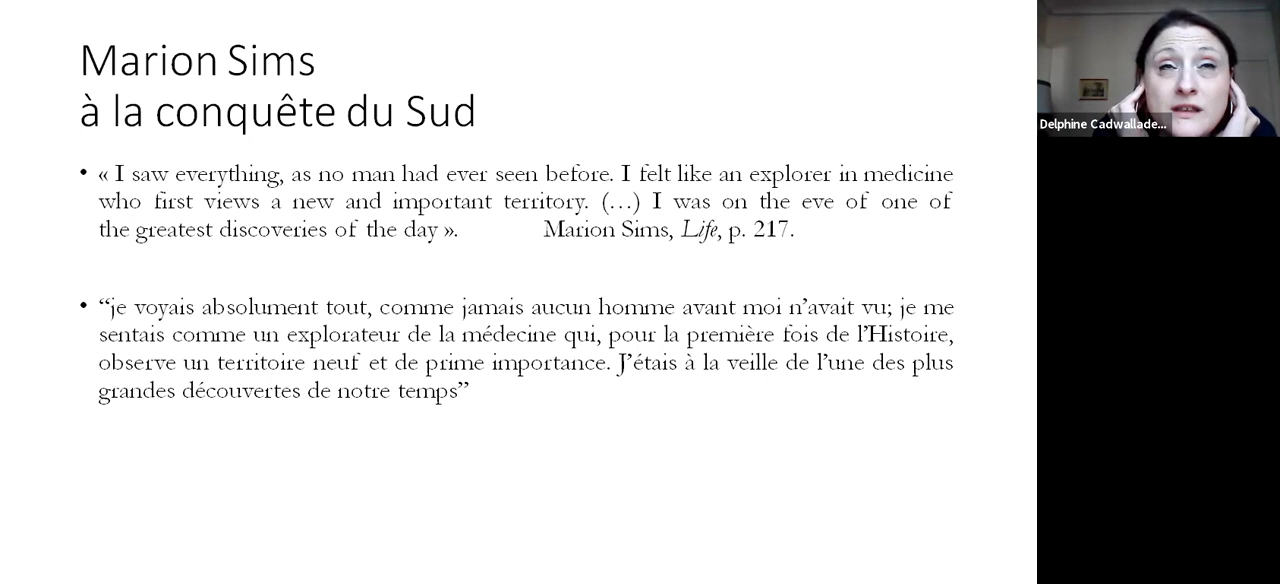 Marion Sims
à la conquête du Sud
• « I saw everything, as no man had ever seen before. I felt like an explorer in medicine
who first views a new and important territory. (…) I was on the eve of one of
the greatest discoveries of the day ». Marion Sims, Life, p. 217.
• “je voyais absolument tout, comme jamais aucun homme avant moi n’avait vu; je me
sentais comme un explorateur de la médecine qui, pour la première fois de l’Histoire,
observe un territoire neuf et de prime importance. J’étais à la veille de l’une des plus
grandes découvertes de notre temps”
Delphine Cadwallade...